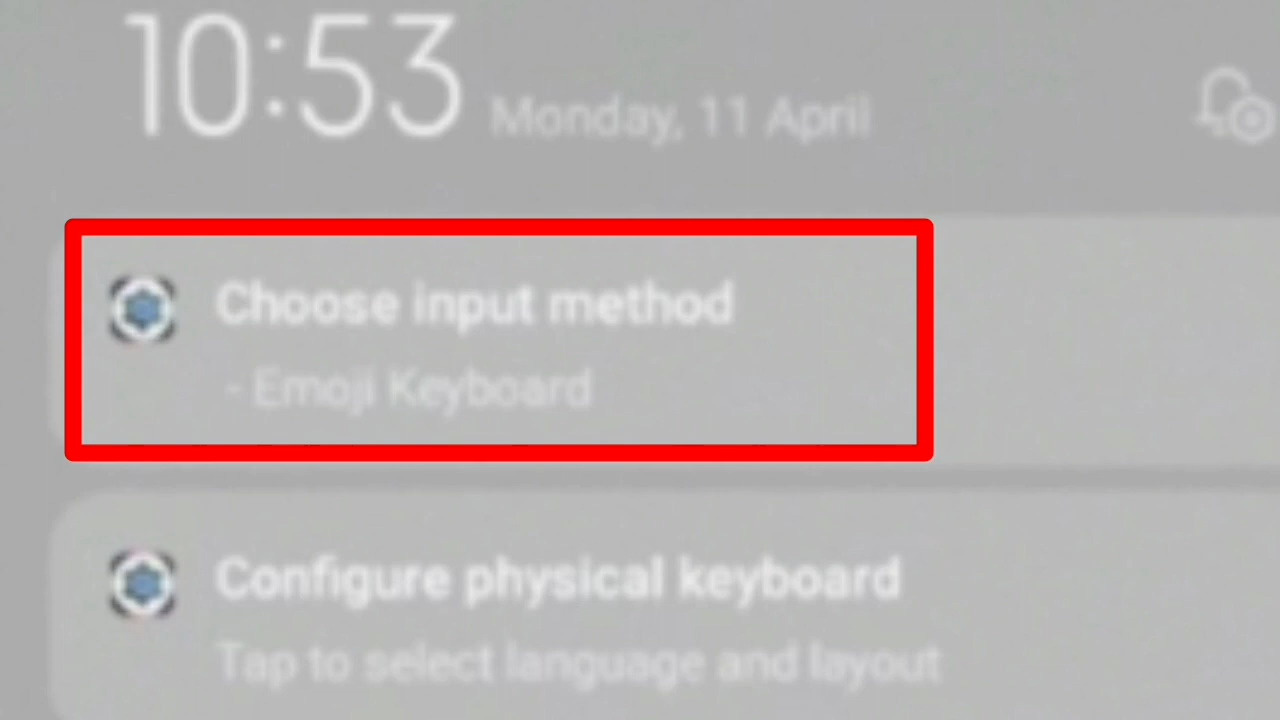 10:53
Monday, 11 April
Choose input method
- Emoji Keyboard
Configure physical keyboard
Tap to select language and layout